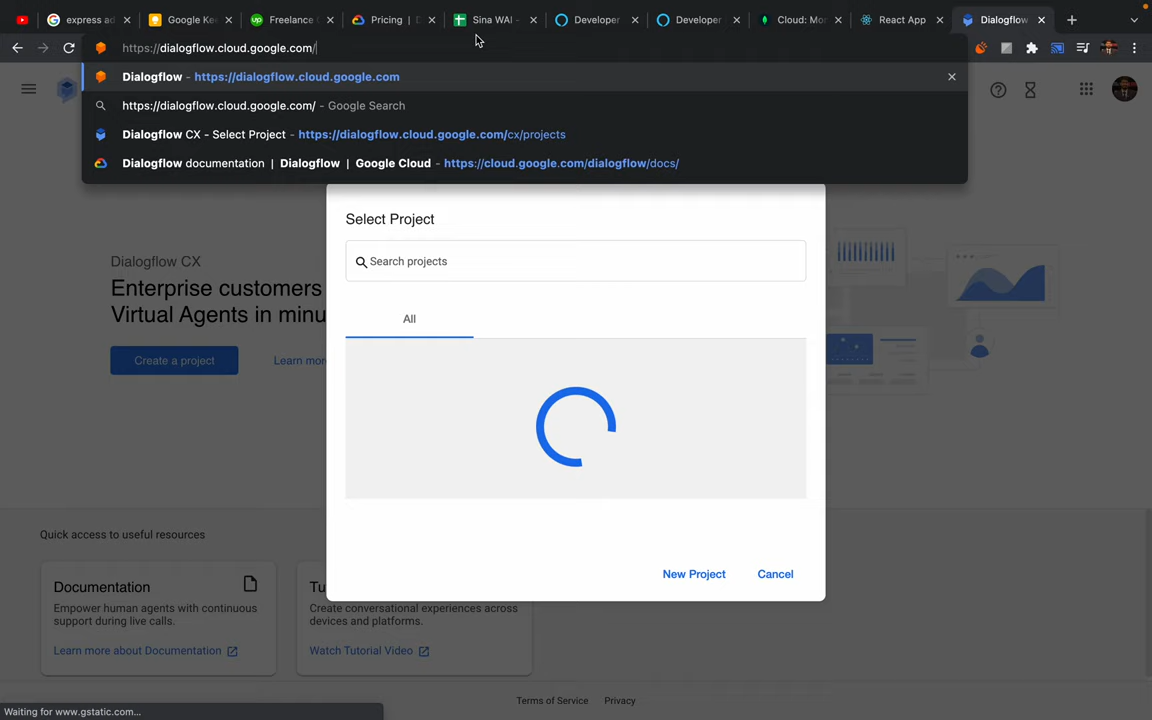 express ad
Google Kee
Freelance
Pricing | D
Sina WAI -
Developer
Developer
Cloud: Mon
React App
Dialogflow
https://dialogflow.cloud.google.com/
Dialogflow - https://dialogflow.cloud.google.com
https://dialogflow.cloud.google.com/ - Google Search
Dialogflow CX - Select Project - https://dialogflow.cloud.google.com/cx/projects
Dialogflow documentation | Dialogflow | Google Cloud - https://cloud.google.com/dialogflow/docs/
Select Project
Search projects
All
New Project
Cancel
Dialogflow CX
Enterprise customers
Virtual Agents in minu
Create a project
Learn mor
Quick access to useful resources
Documentation
Empower human agents with continuous
support during live calls.
Learn more about Documentation
Tu
Create conversational experiences across
devices and platforms.
Watch Tutorial Video
Terms of Service
Privacy
Waiting for www.gstatic.com...